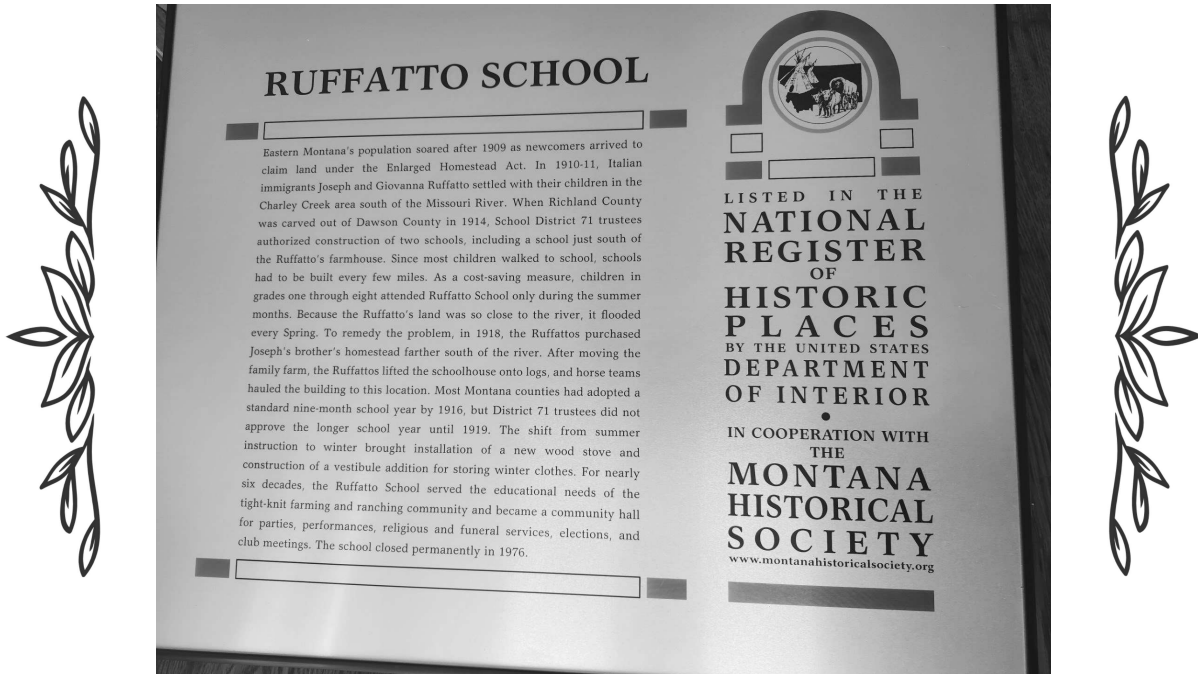 RUFFATTO SCHOOL
Eastern Montana's population soared after 1909 as newcomers arrived to
claim land under the Enlarged Homestead Act. In 1910-11, Italian
immigrants Joseph and Giovanna Ruffatto settled with their children in the
Charley Creek area south of the Missouri River. When Richland County
was carved out of Dawson County in 1914, School District 71 trustees
authorized construction of two schools, including a school just south of
the Ruffatto's farmhouse. Since most children walked to school, schools
had to be built every few miles. As a cost-saving measure, children in
grades one through eight attended Ruffatto School only during the summer
months. Because the Ruffatto's land was so close to the river, it flooded
every Spring. To remedy the problem, in 1918, the Ruffattos purchased
Joseph's brother's homestead farther south of the river. After moving the
family farm, the Ruffattos lifted the schoolhouse onto logs, and horse teams
hauled the building to this location. Most Montana counties had adopted a
standard nine-month school year by 1916, but District 71 trustees did not
approve the longer school year until 1919. The shift from summer
instruction to winter brought installation of a new wood stove and
construction of a vestibule addition for storing winter clothes. For nearly
six decades, the Ruffatto School served the educational needs of the
tight-knit farming and ranching community and became a community hall
for parties, performances, religious and funeral services, elections, and
club meetings. The school closed permanently in 1976.
LISTED IN THE
NATIONAL
REGISTER
OF
HISTORIC
PLACES
BY THE UNITED STATES
DEPARTMENT
OF INTERIOR
•
IN COOPERATION WITH
THE
MONTANA
HISTORICAL
SOCIETY
www.montanahistoricalsociety.org